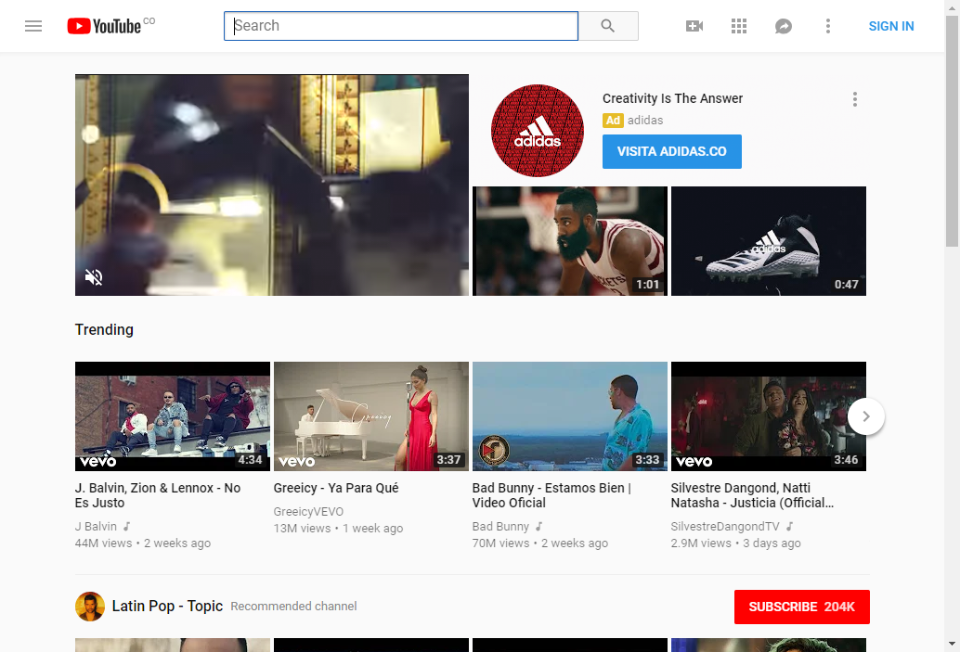 YouTube CO
Search
SIGN IN
Creativity Is The Answer
Ad adidas
adidas
VISITA ADIDAS.CO
adidas
1:01
0:47
Trending
vevo 4:34
Greeicy
vevo 3:37
3:33
vevo 3:46
J. Balvin, Zion & Lennox - No
Es Justo
J Balvin
44M views • 2 weeks ago
Greeicy - Ya Para Qué
GreeicyVEVO
13M views • 1 week ago
Bad Bunny - Estamos Bien |
Video Oficial
Bad Bunny
70M views • 2 weeks ago
Silvestre Dangond, Natti
Natasha - Justicia (Official...
SilvestreDangondTV
2.9M views • 3 days ago
Latin Pop - Topic Recommended channel
SUBSCRIBE 204K